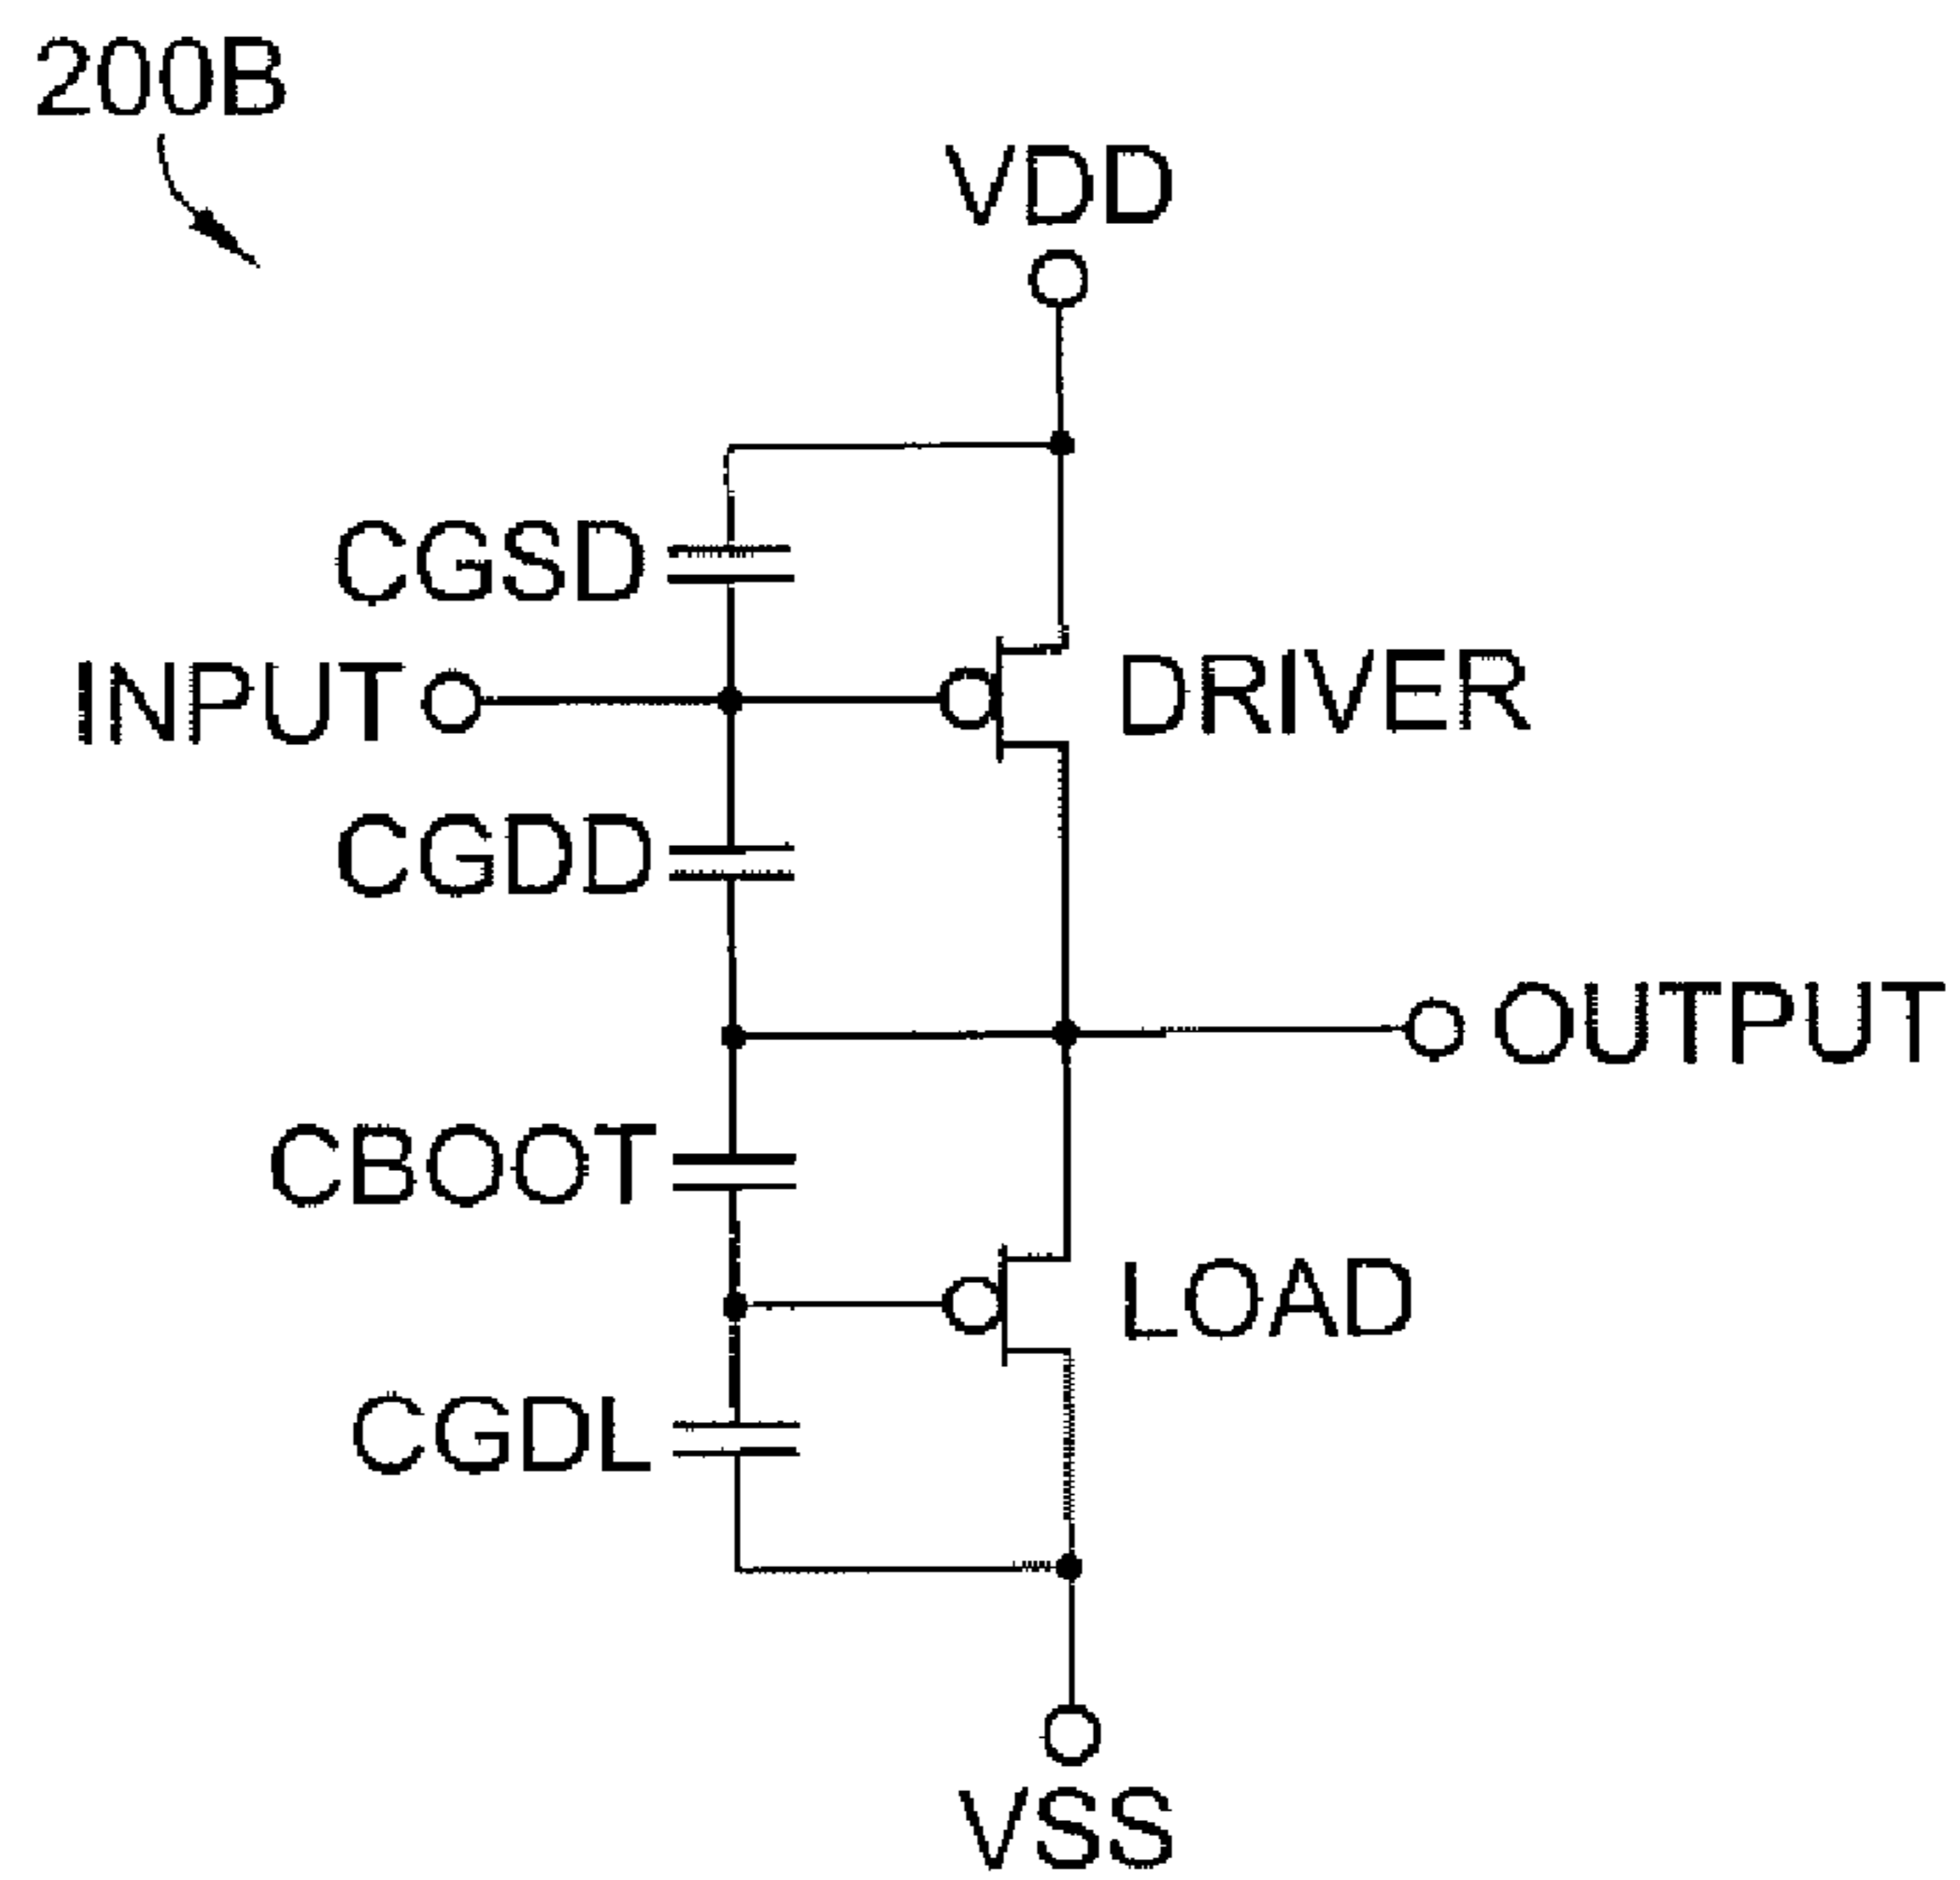 200B
VDD
CGSD
INPUT
DRIVER
CGDD
OUTPUT
CBOOT
LOAD
CGDL
VSS